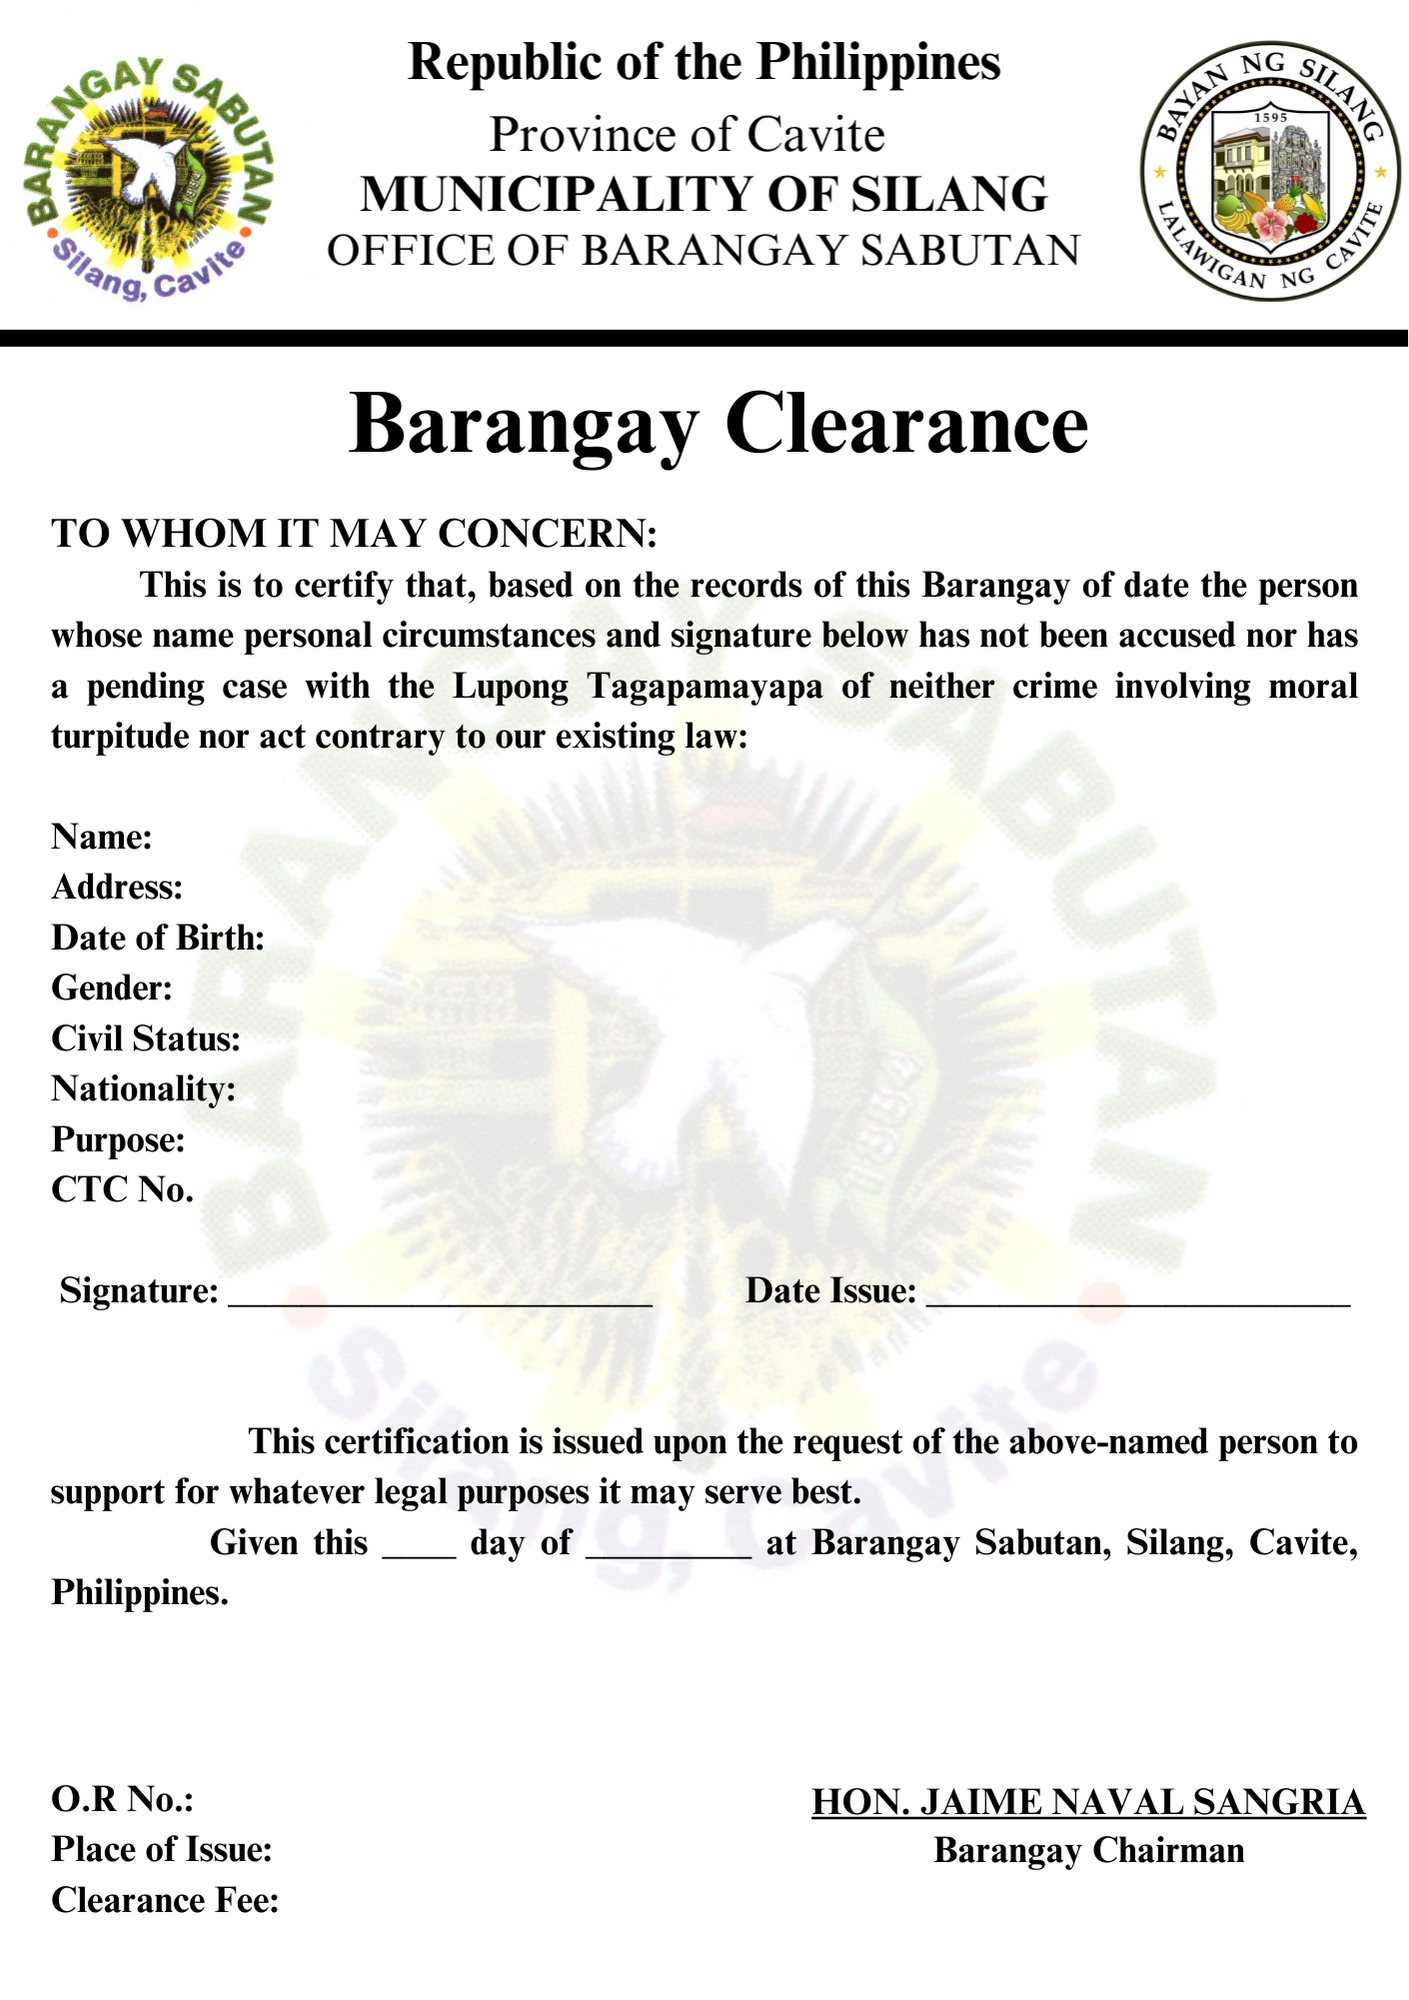 BARANGAY SABUTAN
Silang, Cavite
Republic of the Philippines
Province of Cavite
MUNICIPALITY OF SILANG
OFFICE OF BARANGAY SABUTAN
BAYAN NG SILANG
1595
LALAWIGAN NG CAVITE
Barangay Clearance
TO WHOM IT MAY CONCERN:
This is to certify that, based on the records of this Barangay of date the person
whose name personal circumstances and signature below has not been accused nor has
a pending case with the Lupong Tagapamayapa of neither crime involving moral
turpitude nor act contrary to our existing law:
Name:
Address:
Date of Birth:
Gender:
Civil Status:
Nationality:
Purpose:
CTC No.
Signature: _______________________ Date Issue: _______________________
This certification is issued upon the request of the above-named person to
support for whatever legal purposes it may serve best.
Given this ____ day of _________ at Barangay Sabutan, Silang, Cavite,
Philippines.
BARANGAY SABUTAN
1994
Silang, Cavite
O.R No.:
Place of Issue:
Clearance Fee:
HON. JAIME NAVAL SANGRIA
Barangay Chairman